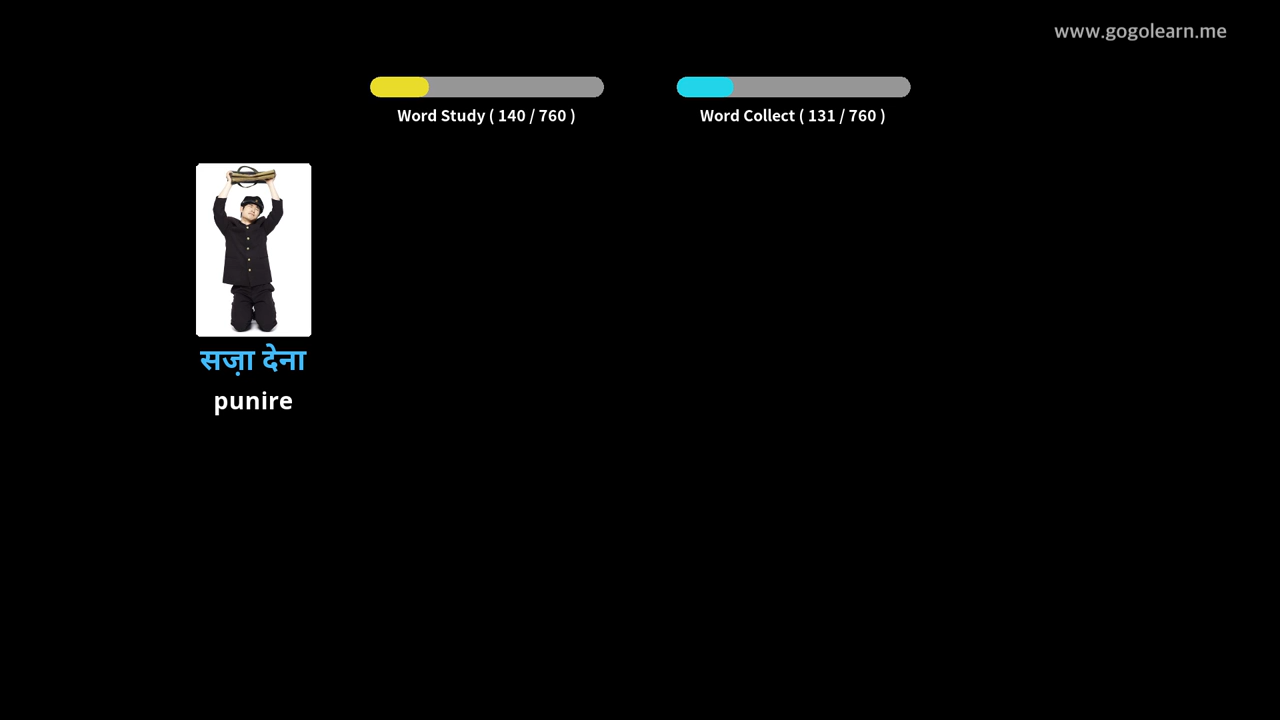 www.gogolearn.me
Word Study ( 140 / 760 )
Word Collect ( 131 / 760 )
सज़ा देना
punire